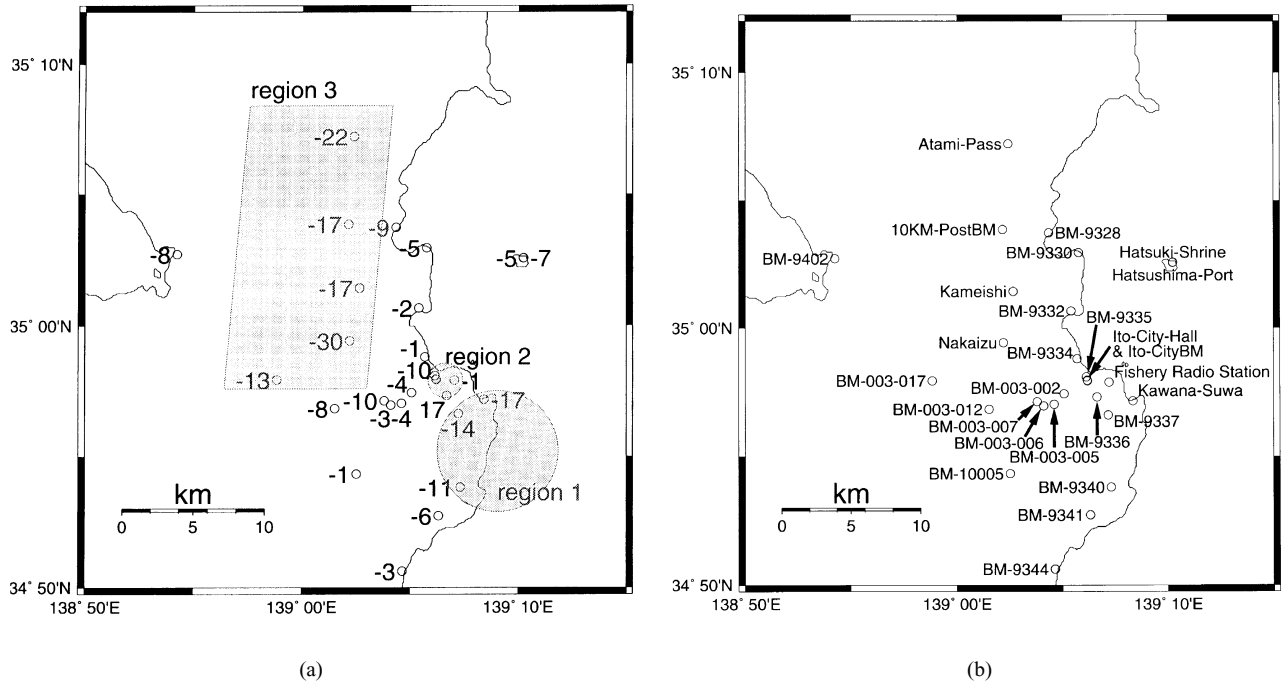 35° 10'N
region 3
-22
-17
-9
-8
-5
-5
-7
-17
-2
35° 00'N
-30
-1
region 2
-10
-13
-4
-1
-8
-10
-3
-4
17
-17
-14
-1
-11
region 1
km
-6
0
5
10
-3
34° 50'N
138° 50'E
139° 00'E
139° 10'E
(a)
35° 10'N
Atami-Pass
10KM-PostBM
BM-9328
BM-9402
BM-9330
Hatsuki-Shrine
Hatsushima-Port
Kameishi
BM-9332
BM-9335
35° 00'N
Nakaizu
BM-9334
Ito-City-Hall
& Ito-CityBM
Fishery Radio Station
BM-003-017
BM-003-002
Kawana-Suwa
BM-003-012
BM-003-007
BM-9337
BM-003-006
BM-9336
BM-003-005
BM-10005
BM-9340
km
BM-9341
0
5
10
BM-9344
34° 50'N
138° 50'E
139° 00'E
139° 10'E
(b)